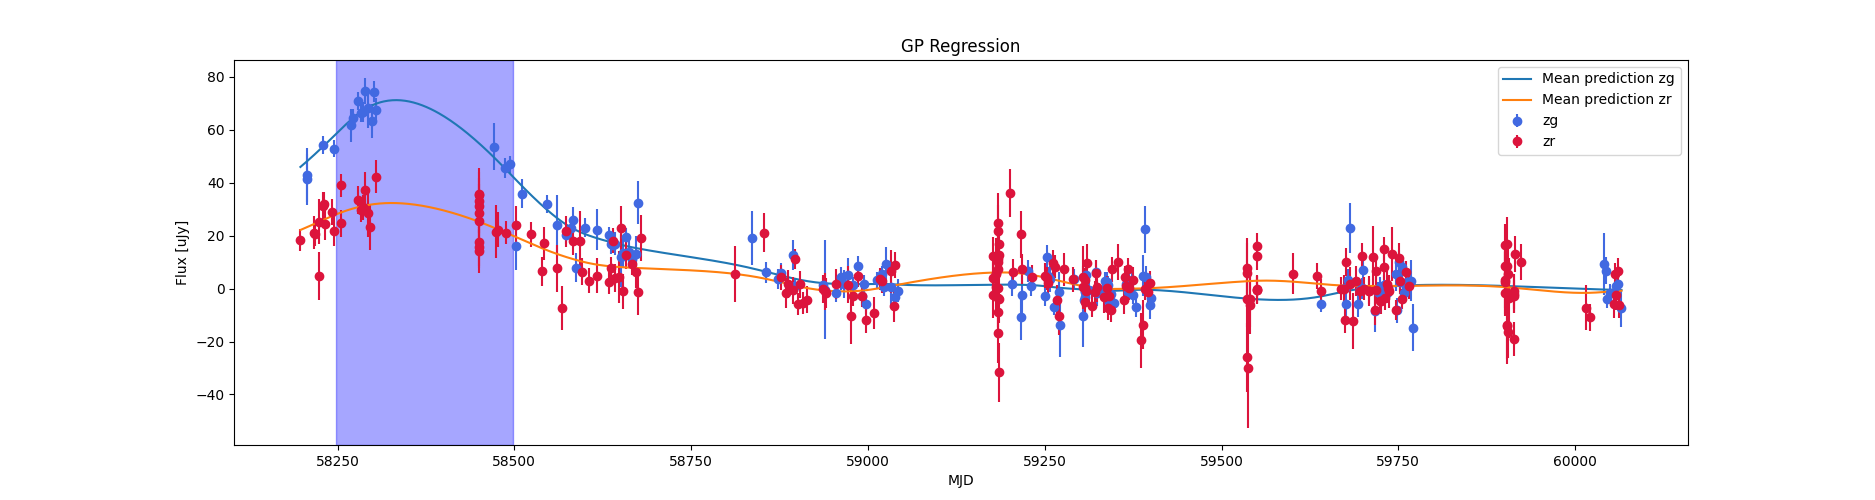 GP Regression
Flux [uJy]
80
60
40
20
0
−20
−40
58250
58500
58750
59000
59250
59500
59750
60000
MJD
Mean prediction zg
Mean prediction zr
zg
zr